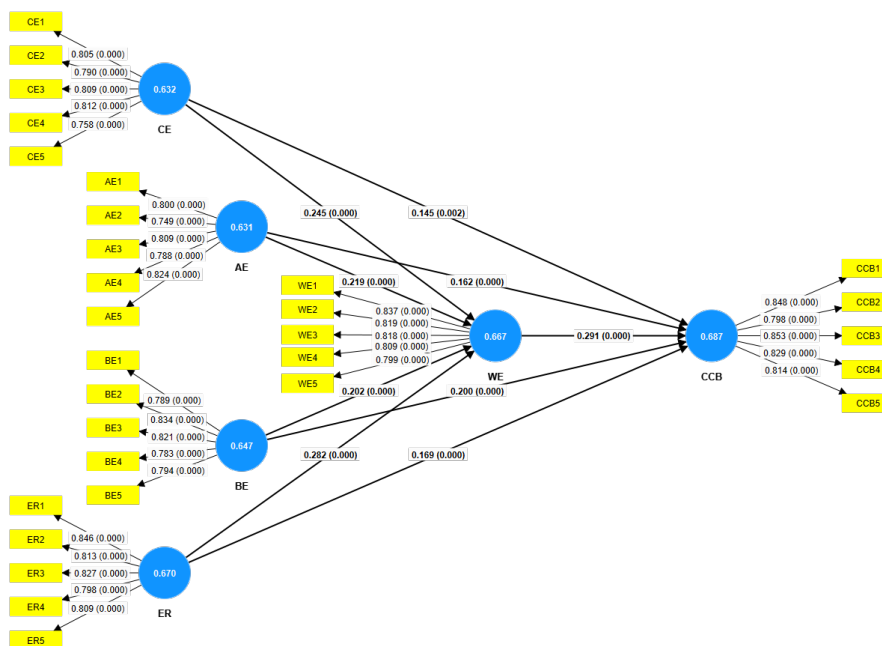 CE1
CE2
CE3
CE4
CE5
0.805 (0.000)
0.790 (0.000)
0.809 (0.000)
0.812 (0.000)
0.758 (0.000)
0.632
CE
AE1
AE2
AE3
AE4
AE5
0.800 (0.000)
0.749 (0.000)
0.809 (0.000)
0.788 (0.000)
0.824 (0.000)
0.631
AE
0.245 (0.000)
0.145 (0.002)
0.219 (0.000)
0.162 (0.000)
WE1
WE2
WE3
WE4
WE5
0.837 (0.000)
0.819 (0.000)
0.818 (0.000)
0.809 (0.000)
0.799 (0.000)
0.667
WE
0.291 (0.000)
0.687
CCB
0.848 (0.000)
0.798 (0.000)
0.853 (0.000)
0.829 (0.000)
0.814 (0.000)
CCB1
CCB2
CCB3
CCB4
CCB5
BE1
BE2
BE3
BE4
BE5
0.789 (0.000)
0.834 (0.000)
0.821 (0.000)
0.783 (0.000)
0.794 (0.000)
0.647
BE
0.202 (0.000)
0.200 (0.000)
0.282 (0.000)
0.169 (0.000)
ER1
ER2
ER3
ER4
ER5
0.846 (0.000)
0.813 (0.000)
0.827 (0.000)
0.798 (0.000)
0.809 (0.000)
0.670
ER